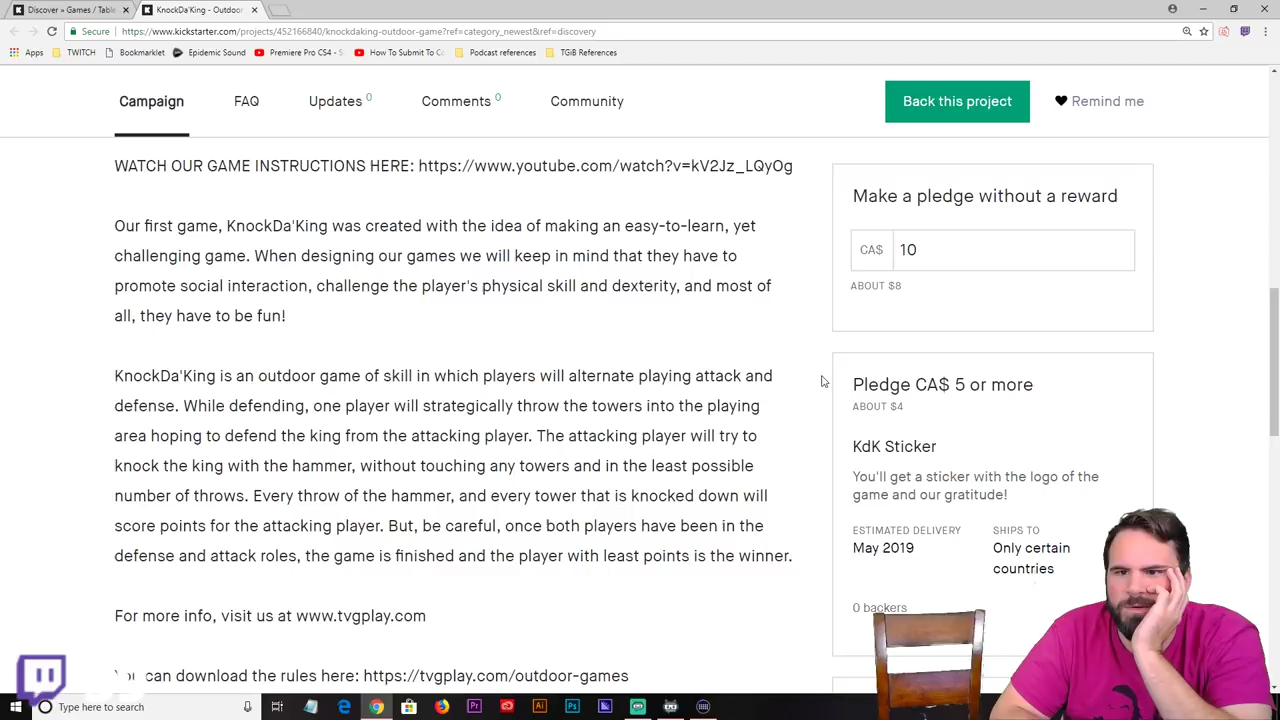 Discover » Games / Table
KnockDa'King - Outdoor
Secure
https://www.kickstarter.com/projects/452166840/knockdaking-outdoor-game?ref=category_newest&ref=discovery
Apps
TWITCH
Bookmarklet
Epidemic Sound
Premiere Pro CS4 -
How To Submit To Co
Podcast references
TGiB References
Campaign
FAQ
Updates 0
Comments 0
Community
Back this project
Remind me
WATCH OUR GAME INSTRUCTIONS HERE: https://www.youtube.com/watch?v=kV2Jz_LQyOg
Our first game, KnockDa'King was created with the idea of making an easy-to-learn, yet
challenging game. When designing our games we will keep in mind that they have to
promote social interaction, challenge the player's physical skill and dexterity, and most of
all, they have to be fun!
KnockDa'King is an outdoor game of skill in which players will alternate playing attack and
defense. While defending, one player will strategically throw the towers into the playing
area hoping to defend the king from the attacking player. The attacking player will try to
knock the king with the hammer, without touching any towers and in the least possible
number of throws. Every throw of the hammer, and every tower that is knocked down will
score points for the attacking player. But, be careful, once both players have been in the
defense and attack roles, the game is finished and the player with least points is the winner.
For more info, visit us at www.tvgplay.com
You can download the rules here: https://tvgplay.com/outdoor-games
Make a pledge without a reward
CA$ 10
ABOUT $8
Pledge CA$ 5 or more
ABOUT $4
KdK Sticker
You'll get a sticker with the logo of the
game and our gratitude!
ESTIMATED DELIVERY
May 2019
SHIPS TO
Only certain
countries
0 backers
Type here to search